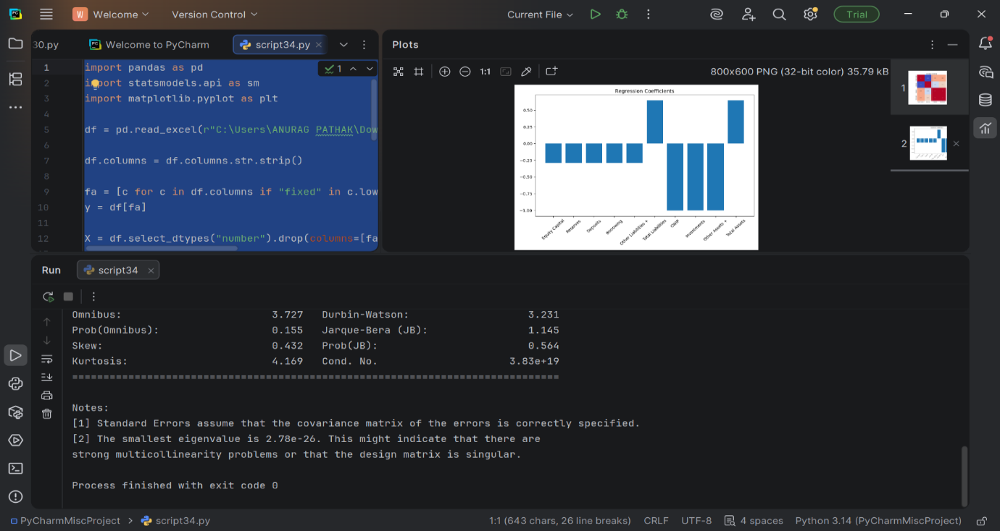 W Welcome Version Control Current File Trial
30.py Welcome to PyCharm script34.py Plots
1:1 800x600 PNG (32-bit color) 35.79 kB
1 import pandas as pd 1
2 import statsmodels.api as sm
3 import matplotlib.pyplot as plt
4
5 df = pd.read_excel(r"C:\Users\ANURAG PATHAK\Dow
6
7 df.columns = df.columns.str.strip()
8
9 fa = [c for c in df.columns if "fixed" in c.low
10 y = df[fa]
11
12 X = df.select_dtypes("number").drop(columns=[fa
Regression Coefficients
0.50
0.25
0.00
−0.25
−0.50
−0.75
−1.00
Equity Capital
Reserves
Deposits
Borrowing
Other Liabilities +
Total Liabilities
CWIP
Investments
Other Assets +
Total Assets
1
2
Run script34
Omnibus: 3.727 Durbin-Watson: 3.231
Prob(Omnibus): 0.155 Jarque-Bera (JB): 1.145
Skew: 0.432 Prob(JB): 0.564
Kurtosis: 4.169 Cond. No. 3.83e+19
==============================================================================
Notes:
[1] Standard Errors assume that the covariance matrix of the errors is correctly specified.
[2] The smallest eigenvalue is 2.78e-26. This might indicate that there are
strong multicollinearity problems or that the design matrix is singular.
Process finished with exit code 0
PyCharmMiscProject > script34.py 1:1 (643 chars, 26 line breaks) CRLF UTF-8 4 spaces Python 3.14 (PyCharmMiscProject)